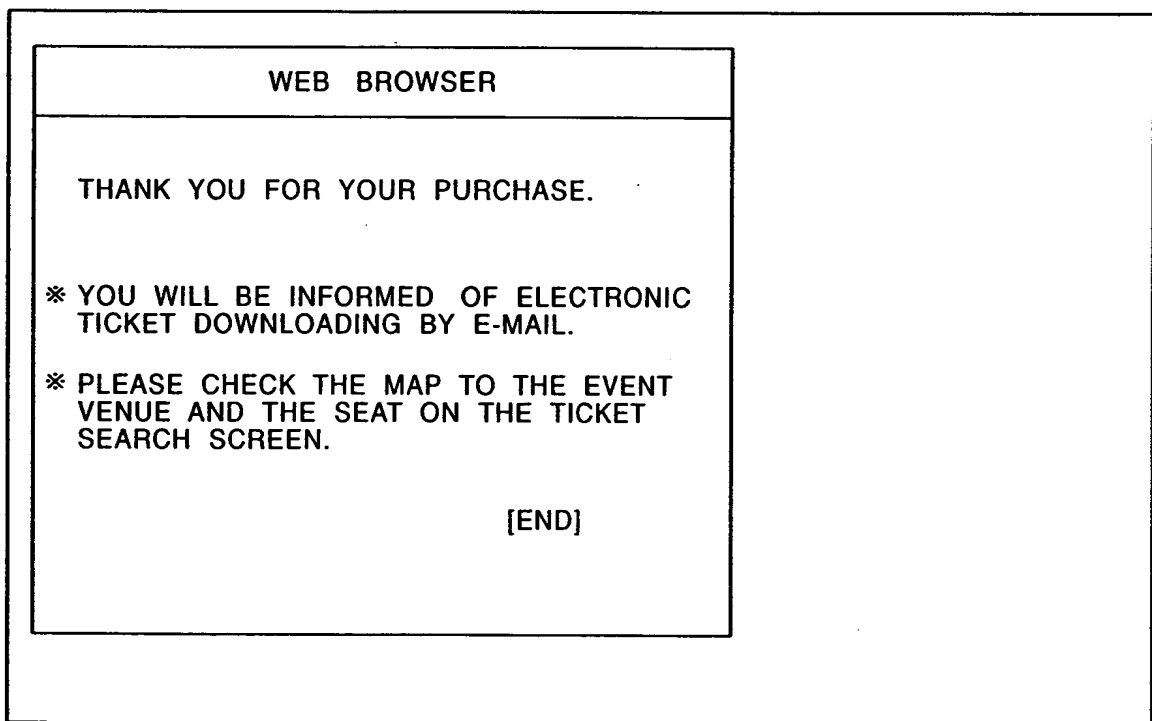 WEB BROWSER
THANK YOU FOR YOUR PURCHASE.
※ YOU WILL BE INFORMED OF ELECTRONIC
TICKET DOWNLOADING BY E-MAIL.
※ PLEASE CHECK THE MAP TO THE EVENT
VENUE AND THE SEAT ON THE TICKET
SEARCH SCREEN.
[END]